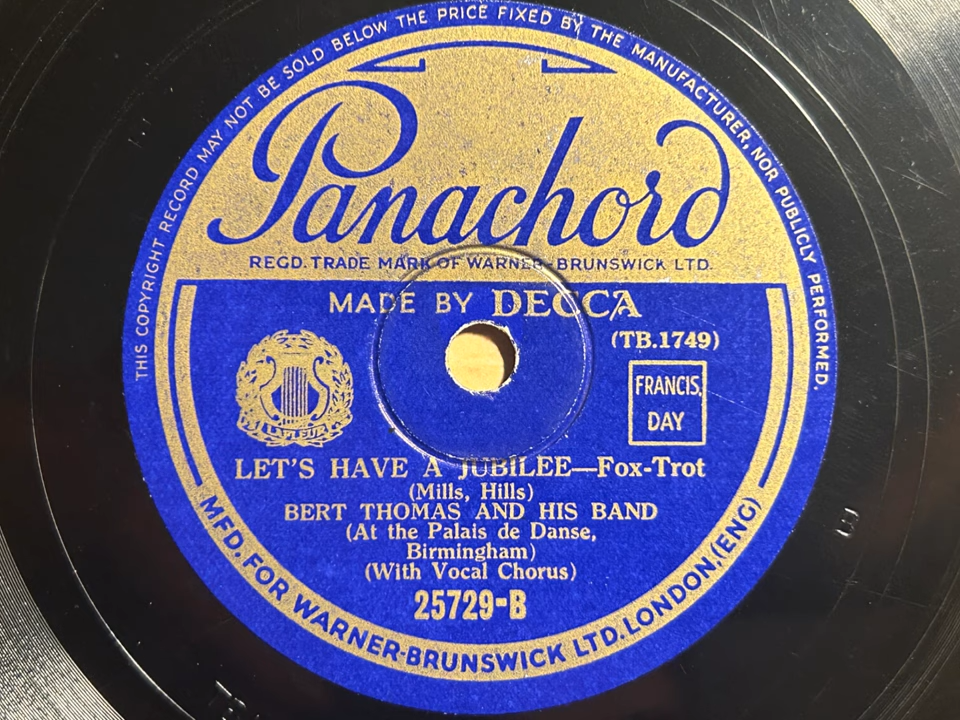 THIS COPYRIGHT RECORD MAY NOT BE SOLD BELOW THE PRICE FIXED BY THE MANUFACTURER, NOR PUBLICLY PERFORMED.
Panachord
REGD. TRADE MARK OF WARNER-BRUNSWICK LTD.
MADE BY DECCA
(TB.1749)
LAFLEUR
FRANCIS,
DAY
LET'S HAVE A JUBILEE—Fox-Trot
(Mills, Hills)
BERT THOMAS AND HIS BAND
(At the Palais de Danse,
Birmingham)
(With Vocal Chorus)
25729-B
MFD. FOR WARNER-BRUNSWICK LTD. LONDON, (ENG)